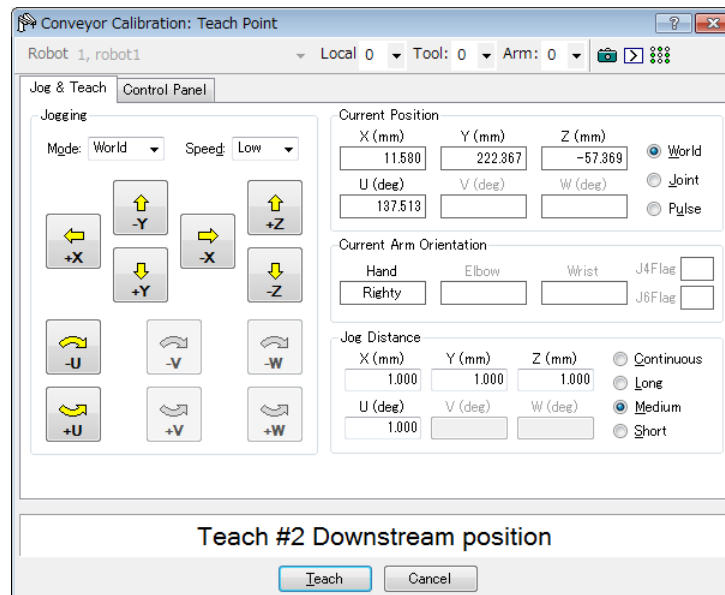 Conveyor Calibration: Teach Point
Robot 1, robot1 Local 0 Tool: 0 Arm: 0
Jog & Teach Control Panel
Jogging
Mode: World Speed: Low
-Y +Z
+X -X
+Y -Z
-U -V -W
+U +V +W
Current Position
X (mm) Y (mm) Z (mm)
11.580 222.367 -57.369
U (deg) V (deg) W (deg)
137.513
World
Joint
Pulse
Current Arm Orientation
Hand Elbow Wrist J4Flag
Righty J6Flag
Jog Distance
X (mm) Y (mm) Z (mm)
1.000 1.000 1.000
U (deg) V (deg) W (deg)
1.000
Continuous
Long
Medium
Short
Teach #2 Downstream position
Teach Cancel